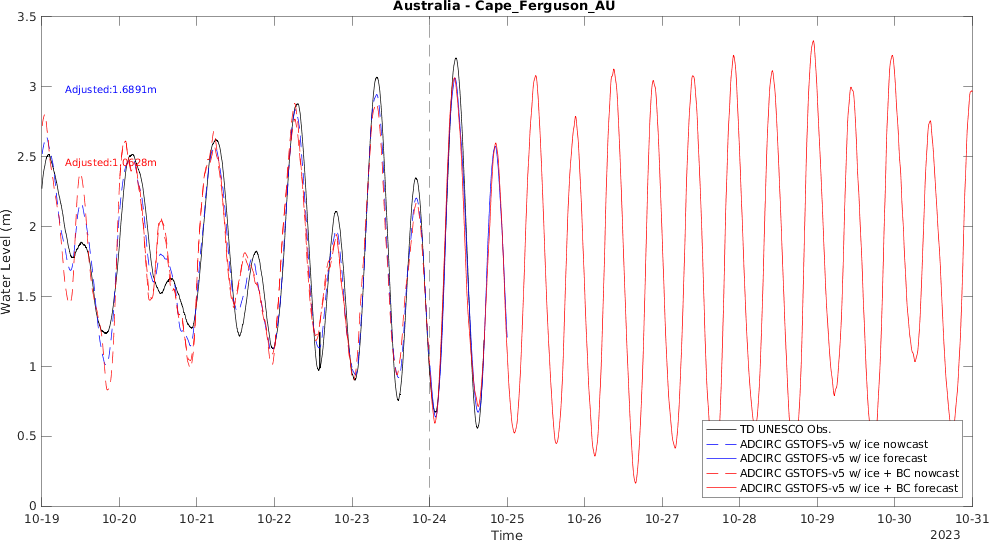 Australia - Cape_Ferguson_AU
Water Level (m)
3.5
3
2.5
2
1.5
1
0.5
0
Adjusted:1.6891m
Adjusted:1.0628m
TD UNESCO Obs.
ADCIRC GSTOFS-v5 w/ ice nowcast
ADCIRC GSTOFS-v5 w/ ice forecast
ADCIRC GSTOFS-v5 w/ ice + BC nowcast
ADCIRC GSTOFS-v5 w/ ice + BC forecast
10-19 10-20 10-21 10-22 10-23 10-24 10-25 10-26 10-27 10-28 10-29 10-30 10-31
Time
2023